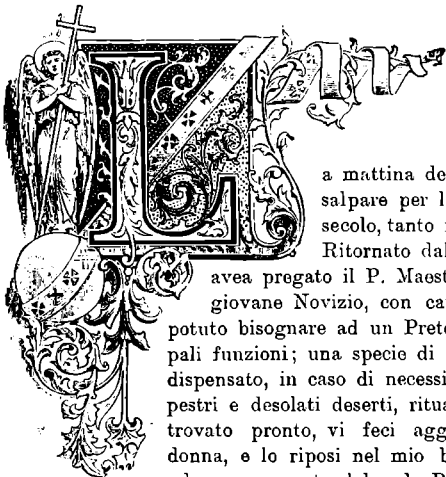 La mattina de
salpare per l
secolo, tanto
Ritornato dal
avea pregato il P. Maest
giovane Novizio, con ca
potuto bisognare ad un Prete
pali funzioni; una specie di
dispensato, in caso di necessi
pestri e desolati deserti, ritua
trovato pronto, vi feci agg
donna, e lo riposi nel mio b